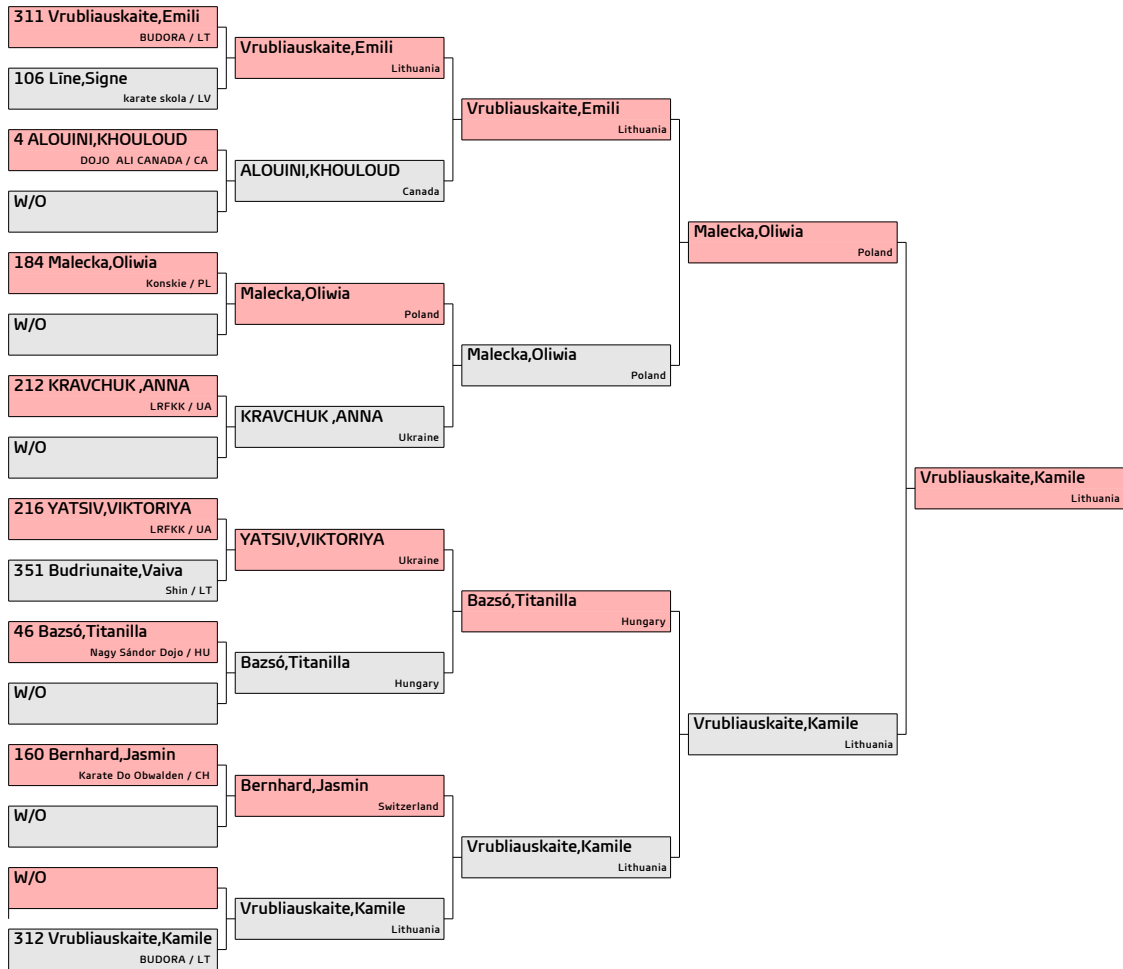 311 Vrubliauskaite,Emili
BUDORA / LT
106 Līne,Signe
karate skola / LV
4 ALOUINI,KHOULOUD
DOJO  ALI CANADA / CA
W/O
184 Malecka,Oliwia
Konskie / PL
W/O
212 KRAVCHUK ,ANNA
LRFKK / UA
W/O
216 YATSIV,VIKTORIYA
LRFKK / UA
351 Budriunaite,Vaiva
Shin / LT
46 Bazsó,Titanilla
Nagy Sándor Dojo / HU
W/O
160 Bernhard,Jasmin
Karate Do Obwalden / CH
W/O
W/O
312 Vrubliauskaite,Kamile
BUDORA / LT
Vrubliauskaite,Emili
Lithuania
ALOUINI,KHOULOUD
Canada
Malecka,Oliwia
Poland
KRAVCHUK ,ANNA
Ukraine
YATSIV,VIKTORIYA
Ukraine
Bazsó,Titanilla
Hungary
Bernhard,Jasmin
Switzerland
Vrubliauskaite,Kamile
Lithuania
Vrubliauskaite,Emili
Lithuania
Malecka,Oliwia
Poland
Bazsó,Titanilla
Hungary
Vrubliauskaite,Kamile
Lithuania
Malecka,Oliwia
Poland
Vrubliauskaite,Kamile
Lithuania
Vrubliauskaite,Kamile
Lithuania